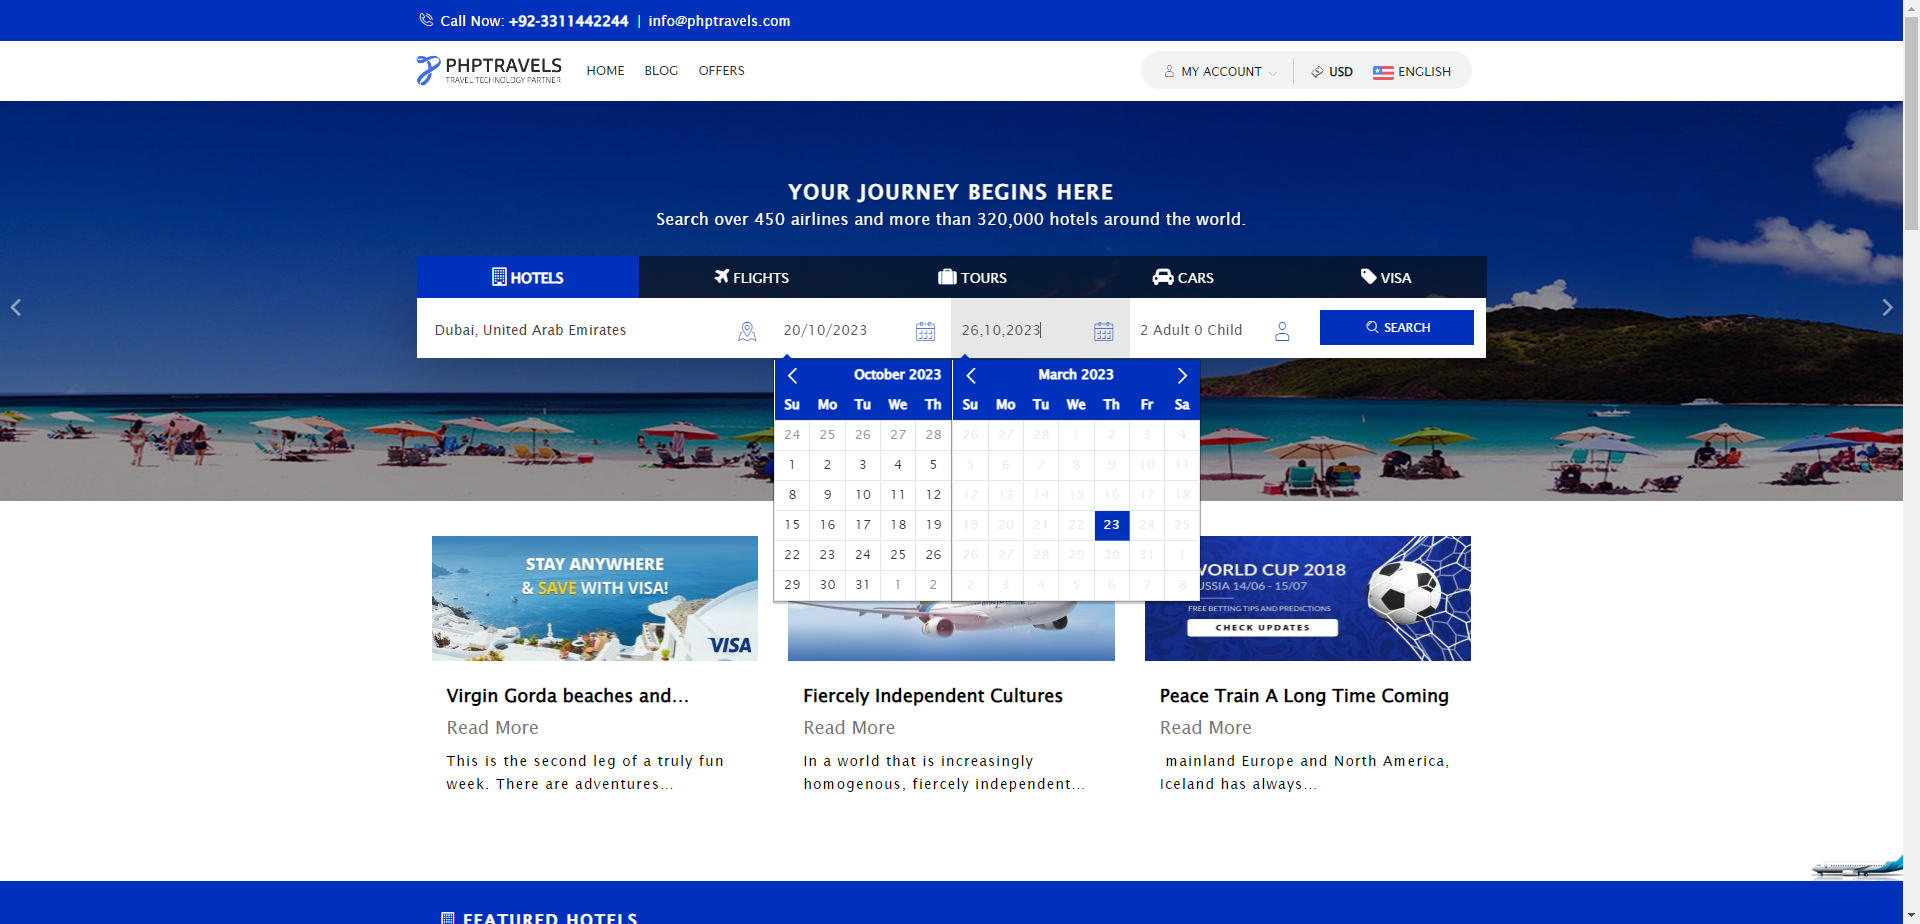 Call Now: +92-3311442244 | info@phptravels.com
PHPTRAVELS
TRAVEL TECHNOLOGY PARTNER
HOME BLOG OFFERS
MY ACCOUNT USD ENGLISH
YOUR JOURNEY BEGINS HERE
Search over 450 airlines and more than 320,000 hotels around the world.
HOTELS FLIGHTS TOURS CARS VISA
Dubai, United Arab Emirates 20/10/2023 26,10,2023 2 Adult 0 Child SEARCH
October 2023
Su Mo Tu We Th
24 25 26 27 28
1 2 3 4 5
8 9 10 11 12
15 16 17 18 19
22 23 24 25 26
29 30 31 1 2
March 2023
Su Mo Tu We Th Fr Sa
26 27 28 1 2 3 4
5 6 7 8 9 10 11
12 13 14 15 16 17 18
19 20 21 22 23 24 25
26 27 28 29 30 31 1
2 3 4 5 6 7 8
STAY ANYWHERE
& SAVE WITH VISA!
VISA
WORLD CUP 2018
USSIA 14/06 - 15/07
FREE BETTING TIPS AND PREDICTIONS
CHECK UPDATES
Virgin Gorda beaches and...
Read More
This is the second leg of a truly fun
week. There are adventures...
Fiercely Independent Cultures
Read More
In a world that is increasingly
homogenous, fiercely independent...
Peace Train A Long Time Coming
Read More
mainland Europe and North America,
Iceland has always...
FEATURED HOTELS